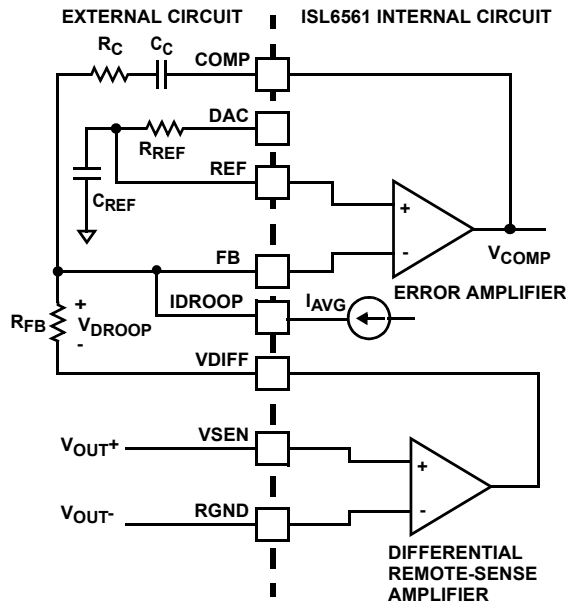 EXTERNAL CIRCUIT
ISL6561 INTERNAL CIRCUIT
RC
CC
COMP
DAC
RREF
REF
CREF
+
-
VCOMP
FB
ERROR AMPLIFIER
IDROOP
IAVG
RFB
+
VDROOP
-
VDIFF
VSEN
VOUT+
+
-
VOUT-
RGND
DIFFERENTIAL
REMOTE-SENSE
AMPLIFIER